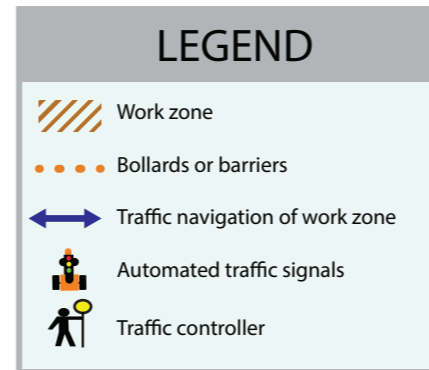 LEGEND
Work zone
Bollards or barriers
Traffic navigation of work zone
Automated traffic signals
Traffic controller